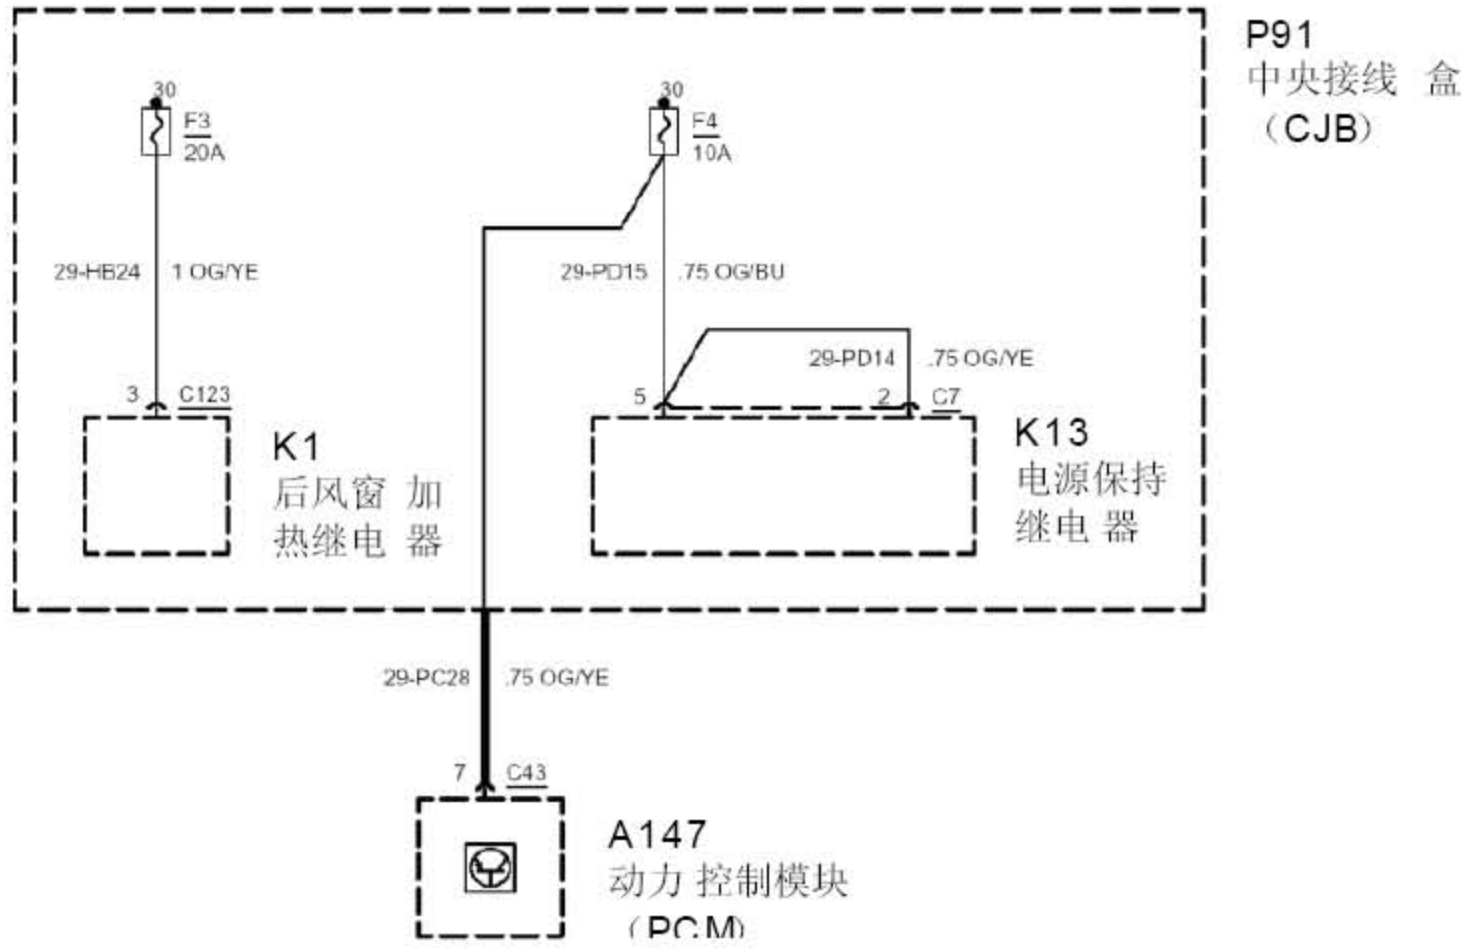 P91
中央接线 盒
（CJB）
30
F3
20A
30
F4
10A
29-HB24
1 OG/YE
29-PD15
.75 OG/BU
29-PD14
.75 OG/YE
3
C123
5
2
C7
K1
后风窗 加
热继电 器
K13
电源保持
继电 器
29-PC28
.75 OG/YE
7
C43
A147
动力 控制模块
（PCM）